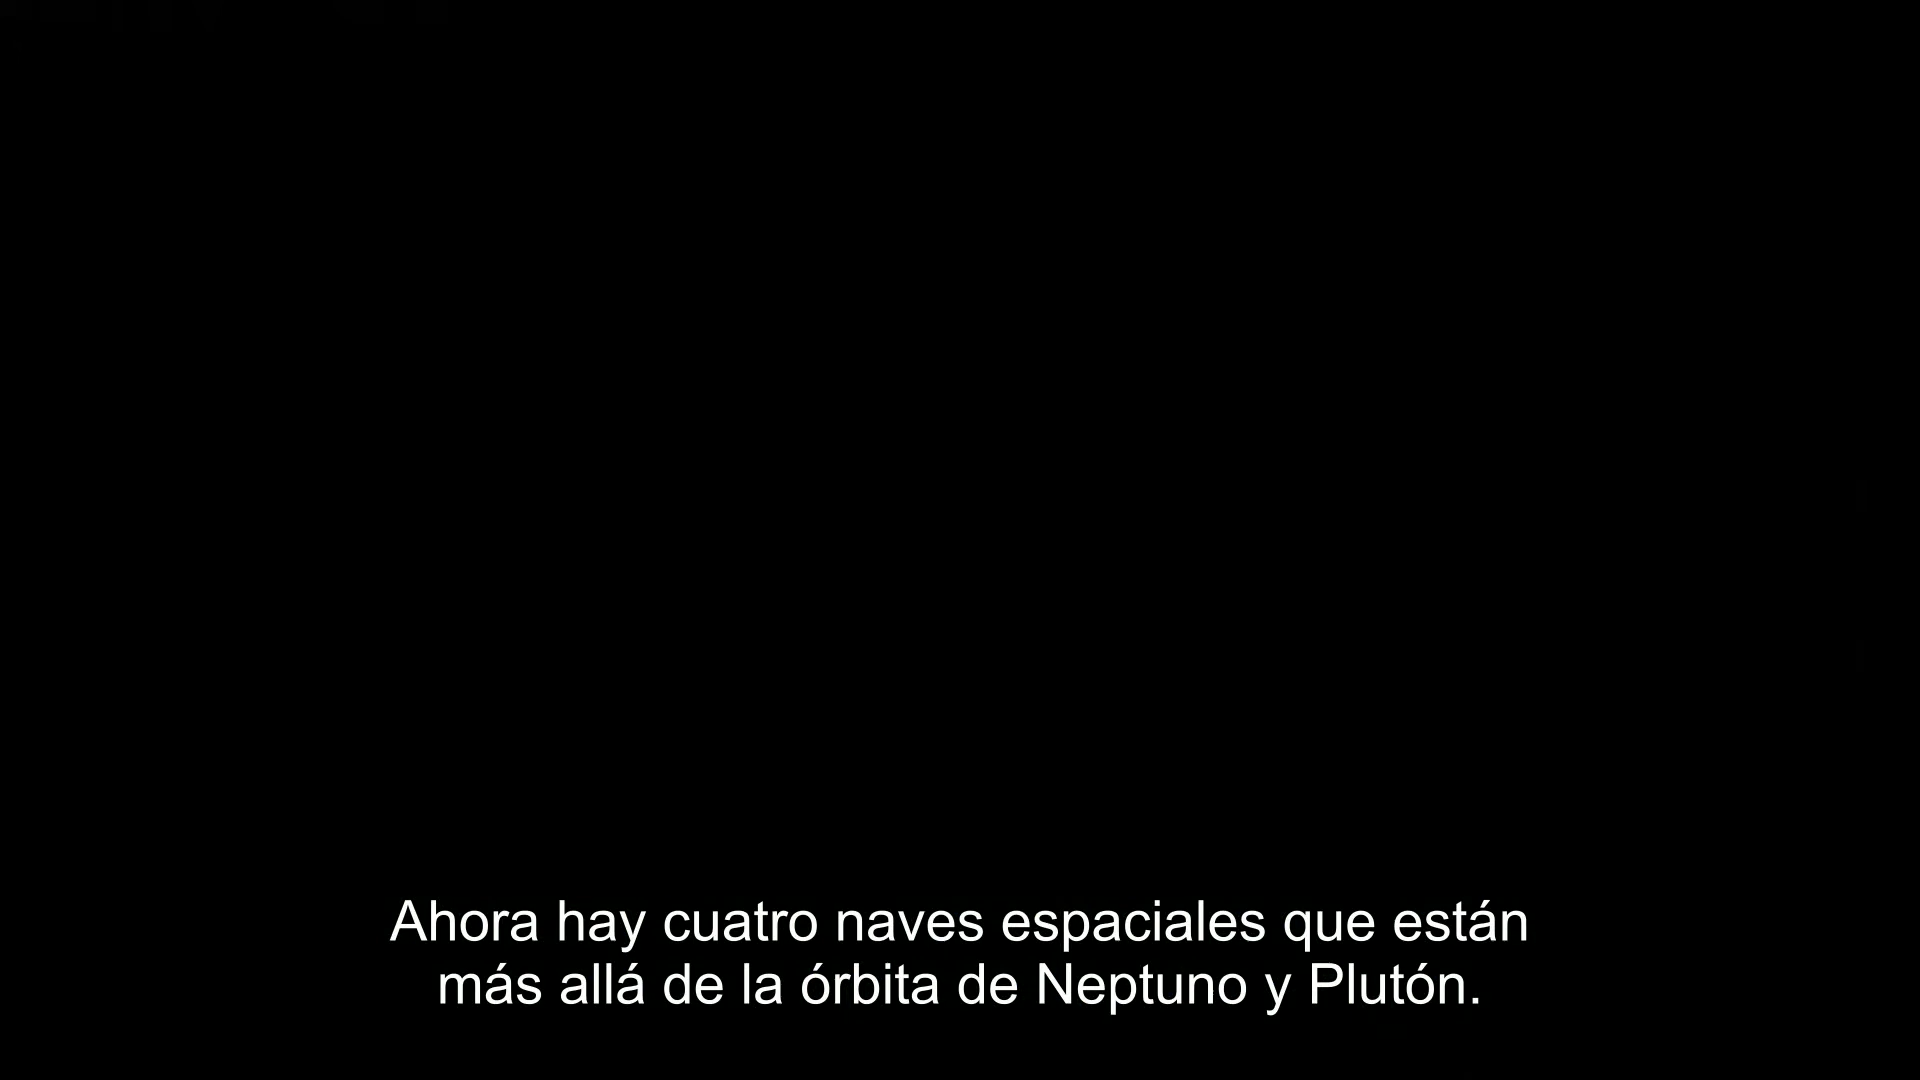 Ahora hay cuatro naves espaciales que están
más allá de la órbita de Neptuno y Plutón.